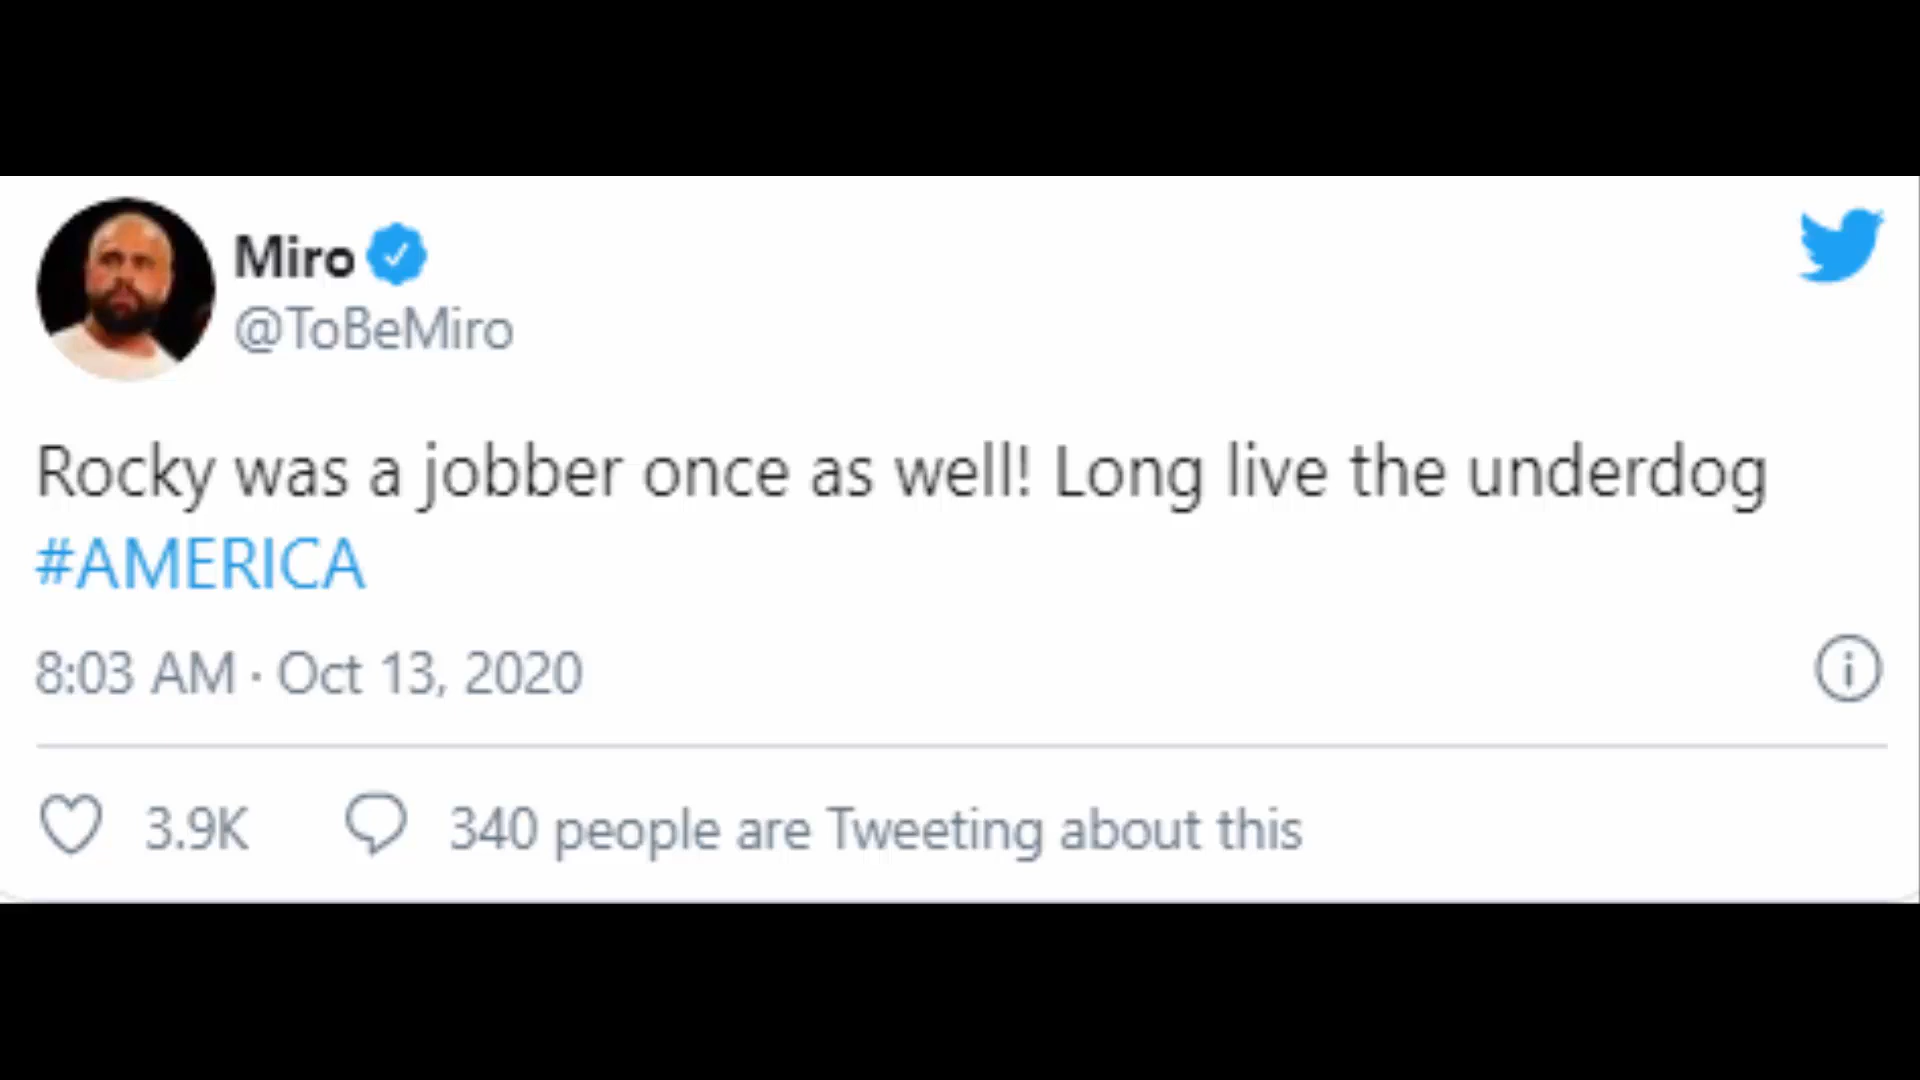 Miro
@ToBeMiro
Rocky was a jobber once as well! Long live the underdog
#AMERICA
8:03 AM · Oct 13, 2020
3.9K 340 people are Tweeting about this